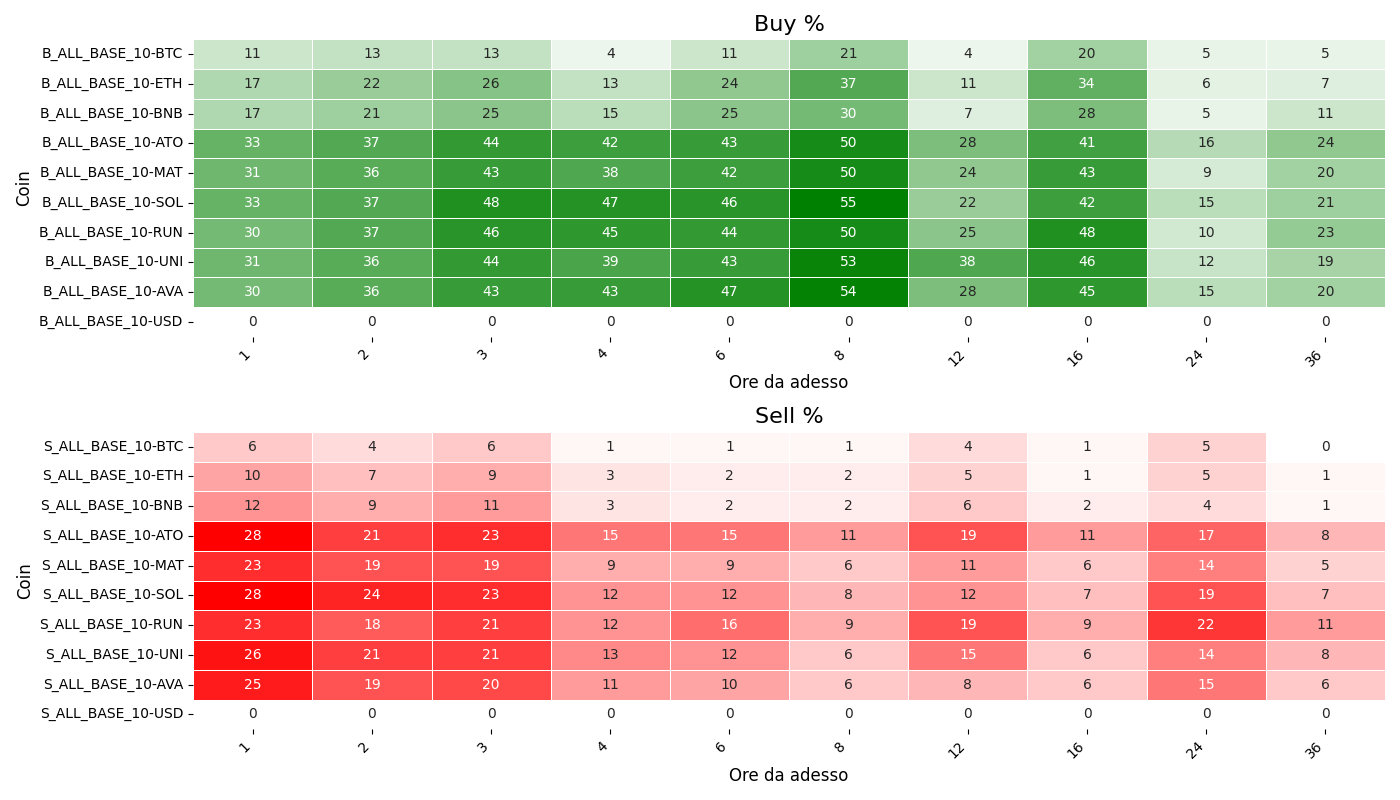 Buy %
Coin
B_ALL_BASE_10-BTC 11 13 13 4 11 21 4 20 5 5
B_ALL_BASE_10-ETH 17 22 26 13 24 37 11 34 6 7
B_ALL_BASE_10-BNB 17 21 25 15 25 30 7 28 5 11
B_ALL_BASE_10-ATO 33 37 44 42 43 50 28 41 16 24
B_ALL_BASE_10-MAT 31 36 43 38 42 50 24 43 9 20
B_ALL_BASE_10-SOL 33 37 48 47 46 55 22 42 15 21
B_ALL_BASE_10-RUN 30 37 46 45 44 50 25 48 10 23
B_ALL_BASE_10-UNI 31 36 44 39 43 53 38 46 12 19
B_ALL_BASE_10-AVA 30 36 43 43 47 54 28 45 15 20
B_ALL_BASE_10-USD 0 0 0 0 0 0 0 0 0 0
1 2 3 4 6 8 12 16 24 36
Ore da adesso
Sell %
Coin
S_ALL_BASE_10-BTC 6 4 6 1 1 1 4 1 5 0
S_ALL_BASE_10-ETH 10 7 9 3 2 2 5 1 5 1
S_ALL_BASE_10-BNB 12 9 11 3 2 2 6 2 4 1
S_ALL_BASE_10-ATO 28 21 23 15 15 11 19 11 17 8
S_ALL_BASE_10-MAT 23 19 19 9 9 6 11 6 14 5
S_ALL_BASE_10-SOL 28 24 23 12 12 8 12 7 19 7
S_ALL_BASE_10-RUN 23 18 21 12 16 9 19 9 22 11
S_ALL_BASE_10-UNI 26 21 21 13 12 6 15 6 14 8
S_ALL_BASE_10-AVA 25 19 20 11 10 6 8 6 15 6
S_ALL_BASE_10-USD 0 0 0 0 0 0 0 0 0 0
1 2 3 4 6 8 12 16 24 36
Ore da adesso